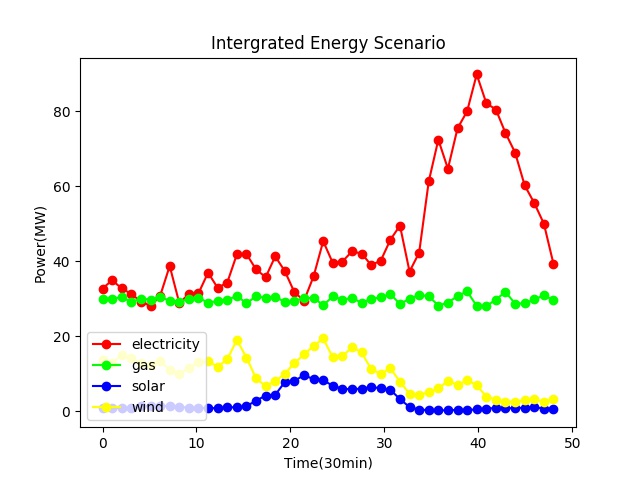 Intergrated Energy Scenario
Power(MW)
80
60
40
20
0
electricity
gas
solar
wind
0 10 20 30 40 50
Time(30min)